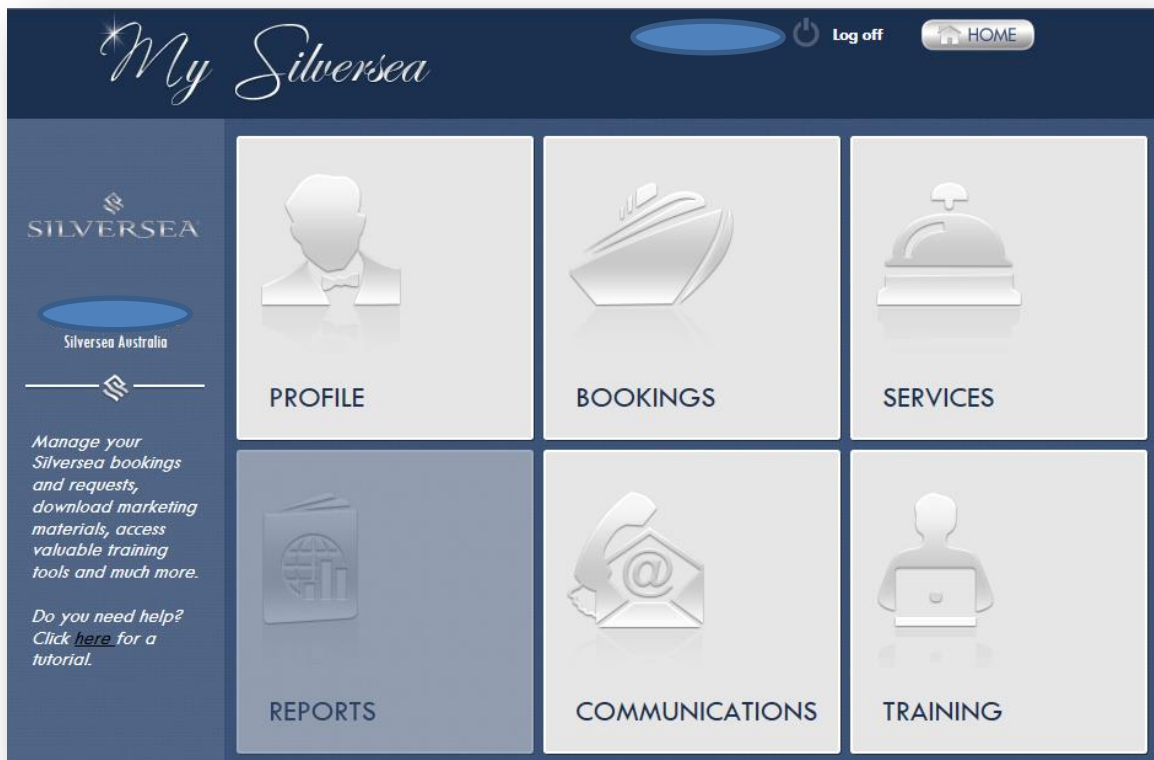 My Silversea
Log off
HOME
SILVERSEA
Silversea Australia
Manage your
Silversea bookings
and requests,
download marketing
materials, access
valuable training
tools and much more.
Do you need help?
Click here for a
tutorial.
PROFILE
BOOKINGS
SERVICES
REPORTS
@
COMMUNICATIONS
TRAINING